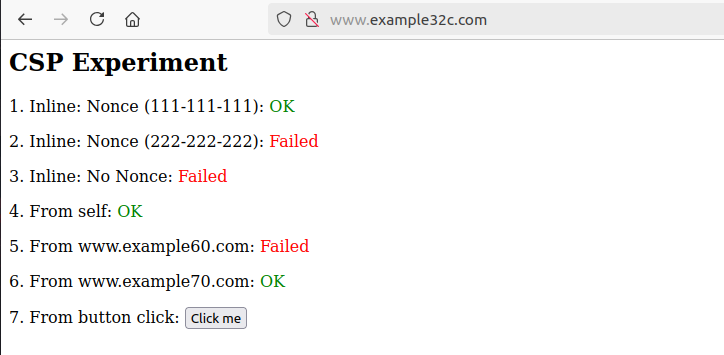 www.example32c.com
CSP Experiment
1. Inline: Nonce (111-111-111): OK
2. Inline: Nonce (222-222-222): Failed
3. Inline: No Nonce: Failed
4. From self: OK
5. From www.example60.com: Failed
6. From www.example70.com: OK
7. From button click: Click me